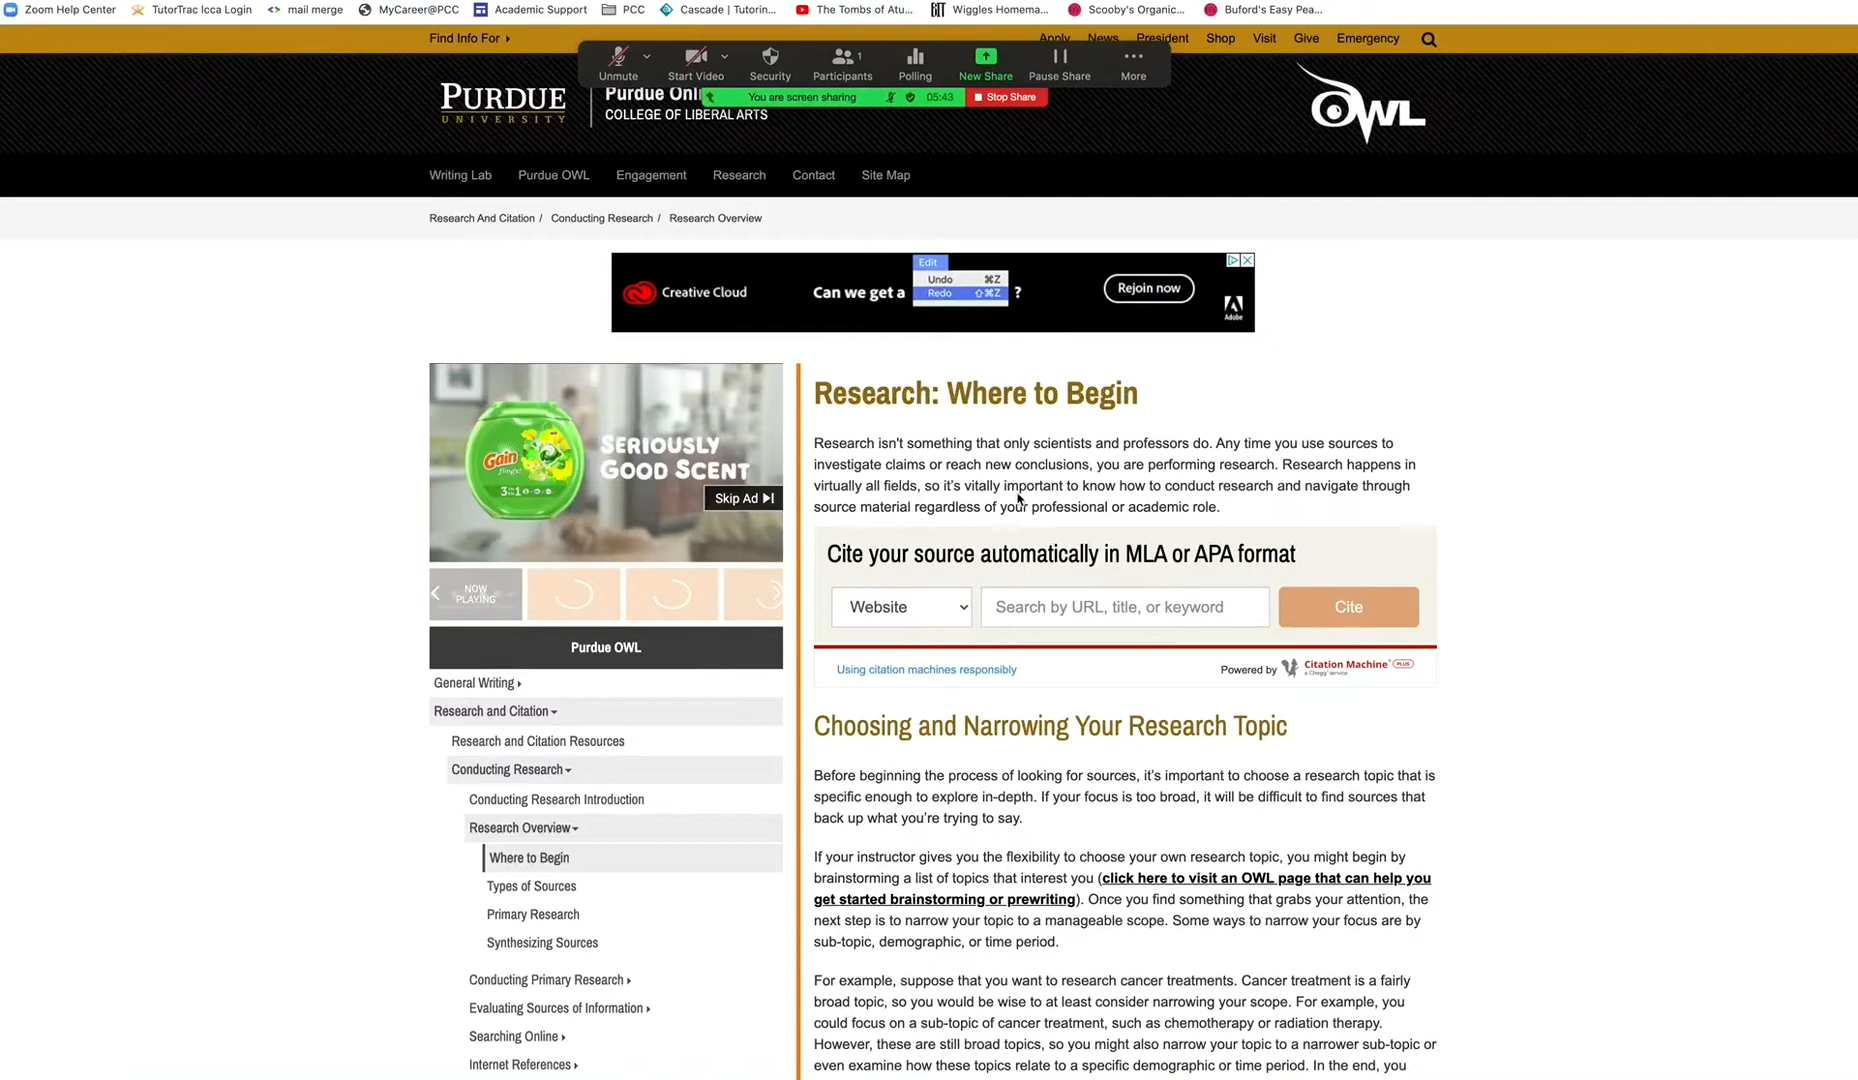 Zoom Help Center TutorTrac lcca Login mail merge MyCareer@PCC Academic Support PCC Cascade | Tutorin... The Tombs of Atu... Wiggles Homema... Scooby's Organic... Buford's Easy Pea...
Find Info For
Apply News President Shop Visit Give Emergency
Unmute Start Video Security Participants 1 Polling New Share Pause Share More
You are screen sharing 05:43 Stop Share
PURDUE
UNIVERSITY
Purdue Onl
COLLEGE OF LIBERAL ARTS
OWL
Writing Lab Purdue OWL Engagement Research Contact Site Map
Research And Citation / Conducting Research / Research Overview
Creative Cloud
Can we get a
Edit
Undo ⌘Z
Redo ⇧⌘Z
?
Rejoin now
Adobe
Gain
flings!
3in1
SERIOUSLY
GOOD SCENT
Skip Ad
NOW
PLAYING
Purdue OWL
General Writing
Research and Citation
Research and Citation Resources
Conducting Research
Conducting Research Introduction
Research Overview
Where to Begin
Types of Sources
Primary Research
Synthesizing Sources
Conducting Primary Research
Evaluating Sources of Information
Searching Online
Internet References
Research: Where to Begin
Research isn't something that only scientists and professors do. Any time you use sources to
investigate claims or reach new conclusions, you are performing research. Research happens in
virtually all fields, so it's vitally important to know how to conduct research and navigate through
source material regardless of your professional or academic role.
Cite your source automatically in MLA or APA format
Website
Search by URL, title, or keyword
Cite
Using citation machines responsibly
Powered by Citation Machine PLUS
a Chegg service
Choosing and Narrowing Your Research Topic
Before beginning the process of looking for sources, it's important to choose a research topic that is
specific enough to explore in-depth. If your focus is too broad, it will be difficult to find sources that
back up what you're trying to say.
If your instructor gives you the flexibility to choose your own research topic, you might begin by
brainstorming a list of topics that interest you (click here to visit an OWL page that can help you
get started brainstorming or prewriting). Once you find something that grabs your attention, the
next step is to narrow your topic to a manageable scope. Some ways to narrow your focus are by
sub-topic, demographic, or time period.
For example, suppose that you want to research cancer treatments. Cancer treatment is a fairly
broad topic, so you would be wise to at least consider narrowing your scope. For example, you
could focus on a sub-topic of cancer treatment, such as chemotherapy or radiation therapy.
However, these are still broad topics, so you might also narrow your topic to a narrower sub-topic or
even examine how these topics relate to a specific demographic or time period. In the end, you